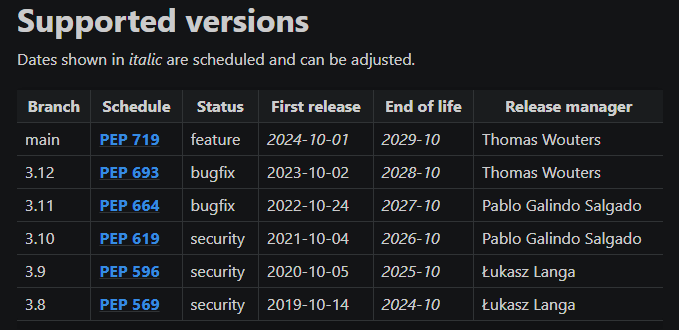 Supported versions
Dates shown in italic are scheduled and can be adjusted.
Branch Schedule Status First release End of life Release manager
main PEP 719 feature 2024-10-01 2029-10 Thomas Wouters
3.12 PEP 693 bugfix 2023-10-02 2028-10 Thomas Wouters
3.11 PEP 664 bugfix 2022-10-24 2027-10 Pablo Galindo Salgado
3.10 PEP 619 security 2021-10-04 2026-10 Pablo Galindo Salgado
3.9 PEP 596 security 2020-10-05 2025-10 Łukasz Langa
3.8 PEP 569 security 2019-10-14 2024-10 Łukasz Langa